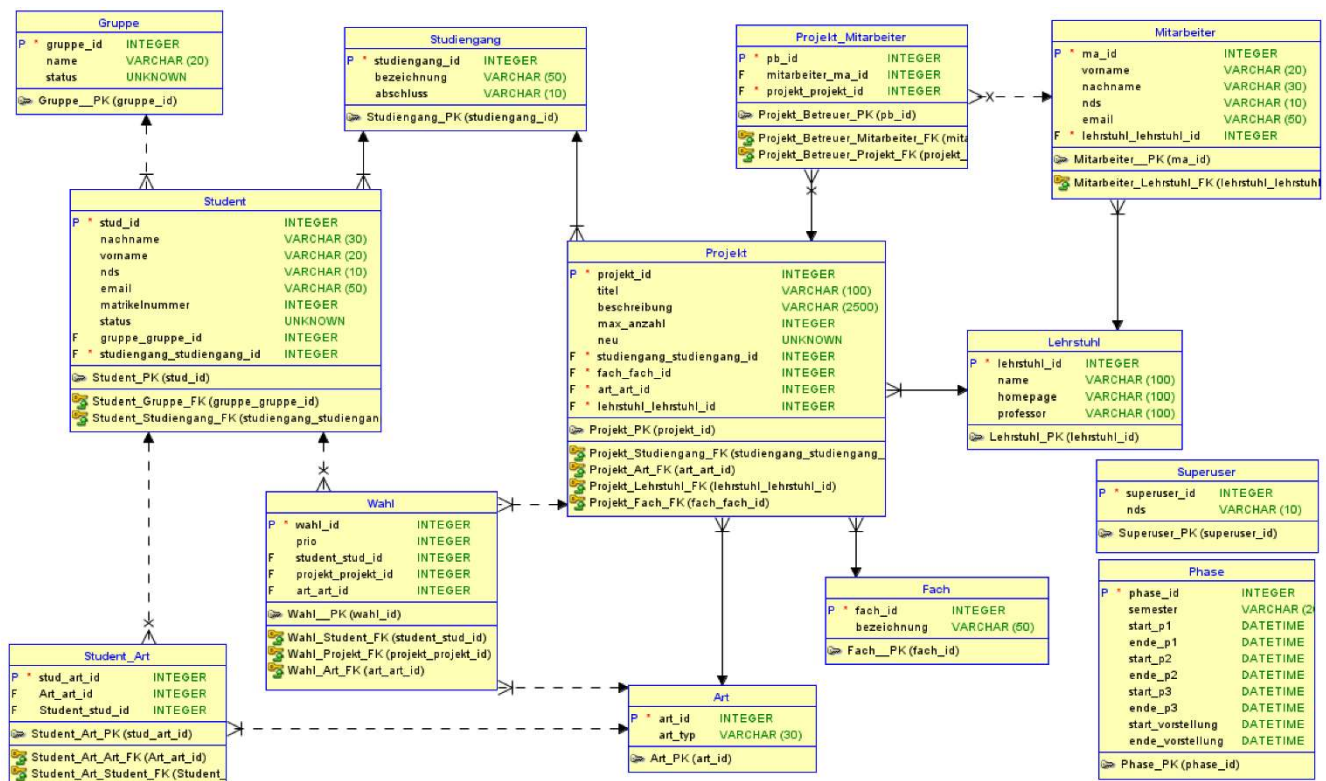 Gruppe
P * gruppe_id INTEGER
name VARCHAR (20)
status UNKNOWN
Gruppe__PK (gruppe_id)
Studiengang
P * studiengang_id INTEGER
bezeichnung VARCHAR (50)
abschluss VARCHAR (10)
Studiengang_PK (studiengang_id)
Projekt_Mitarbeiter
P * pb_id INTEGER
F mitarbeiter_ma_id INTEGER
F * projekt_projekt_id INTEGER
Projekt_Betreuer_PK (pb_id)
Projekt_Betreuer_Mitarbeiter_FK (mita
Projekt_Betreuer_Projekt_FK (projekt_
Mitarbeiter
P * ma_id INTEGER
vorname VARCHAR (20)
nachname VARCHAR (30)
nds VARCHAR (10)
email VARCHAR (50)
F * lehrstuhl_lehrstuhl_id INTEGER
Mitarbeiter__PK (ma_id)
Mitarbeiter_Lehrstuhl_FK (lehrstuhl_lehrstuhl
Student
P * stud_id INTEGER
nachname VARCHAR (30)
vorname VARCHAR (20)
nds VARCHAR (10)
email VARCHAR (50)
matrikelnummer INTEGER
status UNKNOWN
F gruppe_gruppe_id INTEGER
F * studiengang_studiengang_id INTEGER
Student_PK (stud_id)
Student_Gruppe_FK (gruppe_gruppe_id)
Student_Studiengang_FK (studiengang_studiengan
Projekt
P * projekt_id INTEGER
titel VARCHAR (100)
beschreibung VARCHAR (2500)
max_anzahl INTEGER
neu UNKNOWN
F * studiengang_studiengang_id INTEGER
F * fach_fach_id INTEGER
F * art_art_id INTEGER
F * lehrstuhl_lehrstuhl_id INTEGER
Projekt_PK (projekt_id)
Projekt_Studiengang_FK (studiengang_studiengang_
Projekt_Art_FK (art_art_id)
Projekt_Lehrstuhl_FK (lehrstuhl_lehrstuhl_id)
Projekt_Fach_FK (fach_fach_id)
Lehrstuhl
P * lehrstuhl_id INTEGER
name VARCHAR (100)
homepage VARCHAR (100)
professor VARCHAR (100)
Lehrstuhl_PK (lehrstuhl_id)
Superuser
P * superuser_id INTEGER
nds VARCHAR (10)
Superuser_PK (superuser_id)
Wahl
P * wahl_id INTEGER
prio INTEGER
F student_stud_id INTEGER
F projekt_projekt_id INTEGER
F art_art_id INTEGER
Wahl__PK (wahl_id)
Wahl_Student_FK (student_stud_id)
Wahl_Projekt_FK (projekt_projekt_id)
Wahl_Art_FK (art_art_id)
Fach
P * fach_id INTEGER
bezeichnung VARCHAR (50)
Fach__PK (fach_id)
Phase
P * phase_id INTEGER
semester VARCHAR (2
start_p1 DATETIME
ende_p1 DATETIME
start_p2 DATETIME
ende_p2 DATETIME
start_p3 DATETIME
ende_p3 DATETIME
start_vorstellung DATETIME
ende_vorstellung DATETIME
Phase_PK (phase_id)
Student_Art
P * stud_art_id INTEGER
F Art_art_id INTEGER
F Student_stud_id INTEGER
Student_Art_PK (stud_art_id)
Student_Art_Art_FK (Art_art_id)
Student_Art_Student_FK (Student_
Art
P * art_id INTEGER
art_typ VARCHAR (30)
Art_PK (art_id)